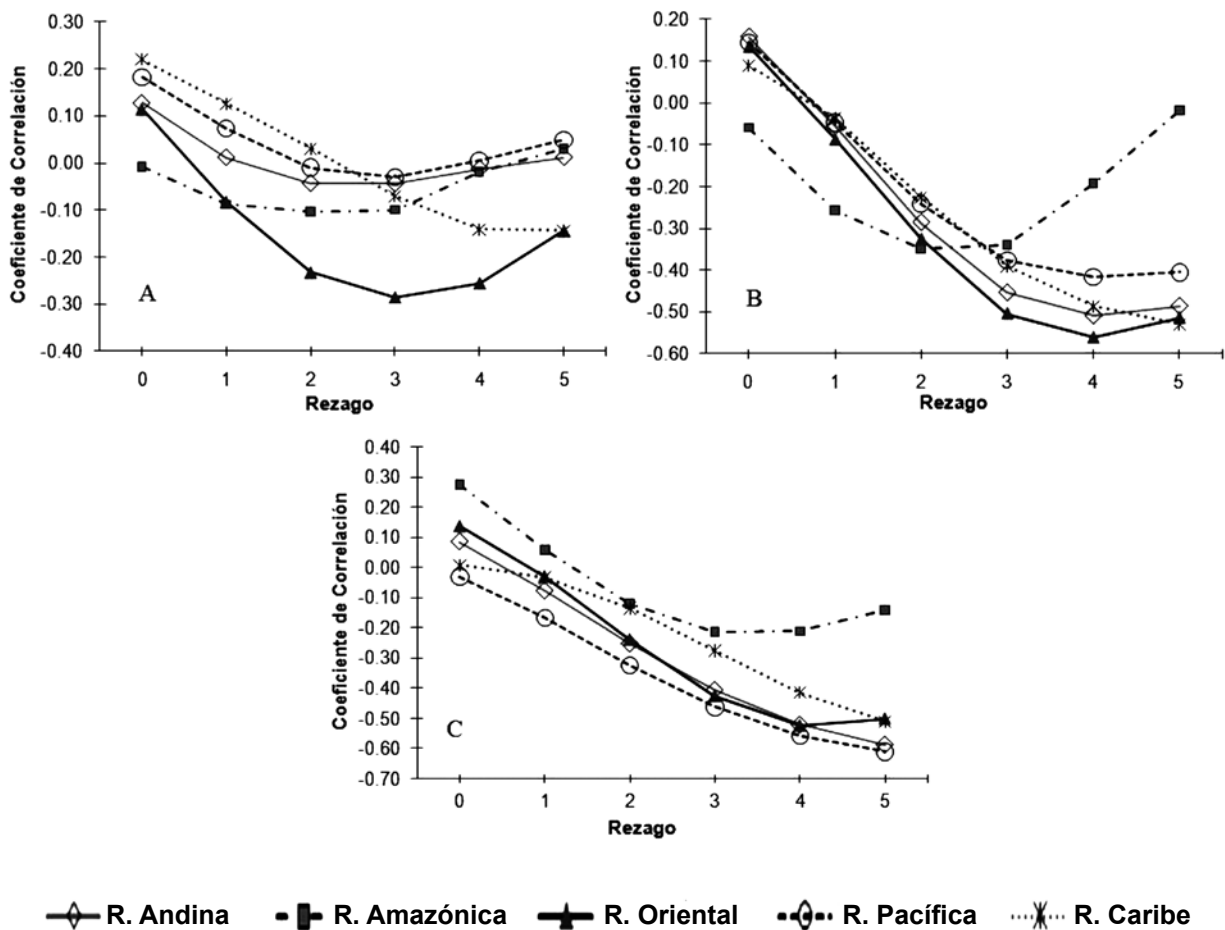 Coeficiente de Correlación
0.30
0.20
0.10
0.00
-0.10
-0.20
-0.30
-0.40
A
0 1 2 3 4 5
Rezago
Coeficiente de Correlación
0.20
0.10
0.00
-0.10
-0.20
-0.30
-0.40
-0.50
-0.60
B
0 1 2 3 4 5
Rezago
Coeficiente de Correlación
0.40
0.30
0.20
0.10
0.00
-0.10
-0.20
-0.30
-0.40
-0.50
-0.60
-0.70
C
0 1 2 3 4 5
Rezago
R. Andina R. Amazónica R. Oriental R. Pacífica R. Caribe